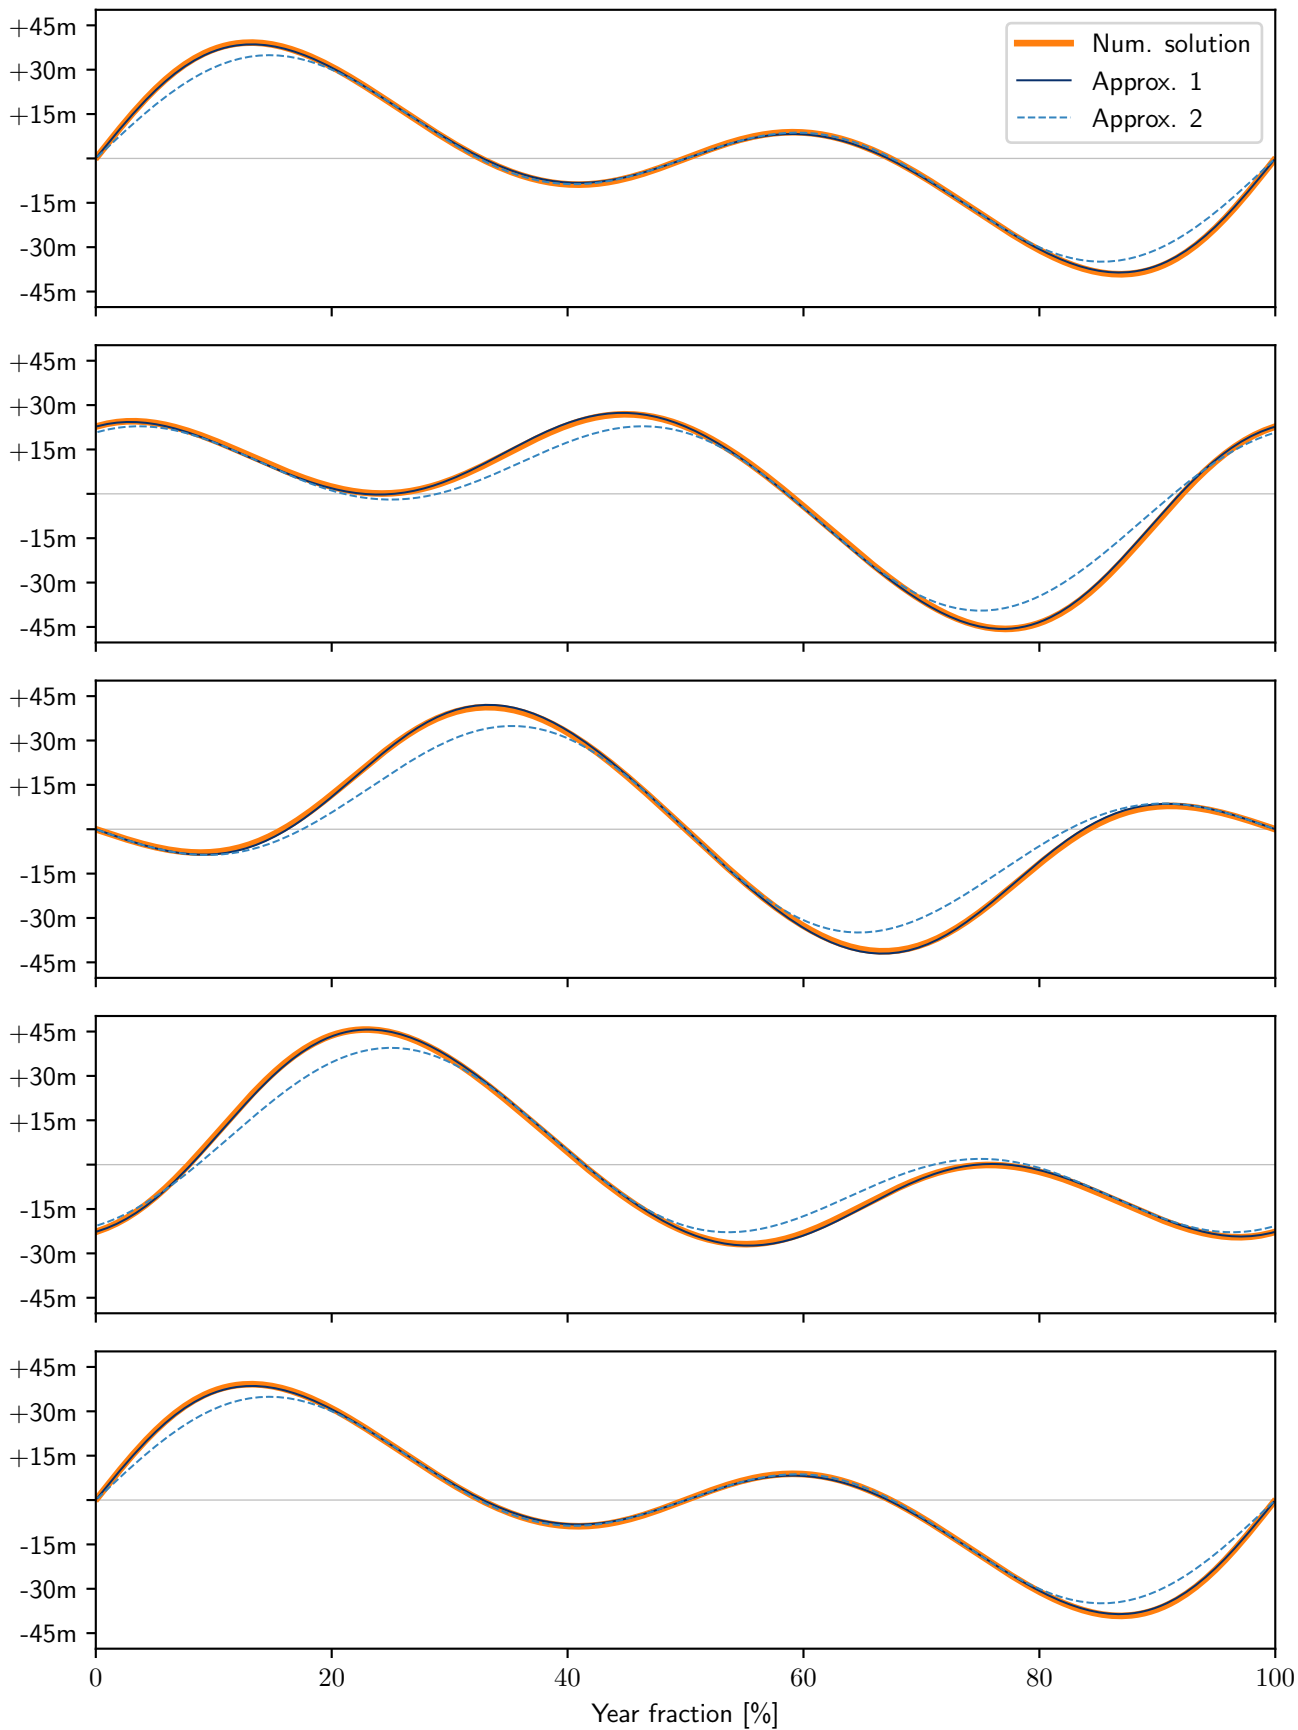 +45m
+30m
+15m
-15m
-30m
-45m
Num. solution
Approx. 1
Approx. 2
+45m
+30m
+15m
-15m
-30m
-45m
+45m
+30m
+15m
-15m
-30m
-45m
+45m
+30m
+15m
-15m
-30m
-45m
+45m
+30m
+15m
-15m
-30m
-45m
0 20 40 60 80 100
Year fraction [%]